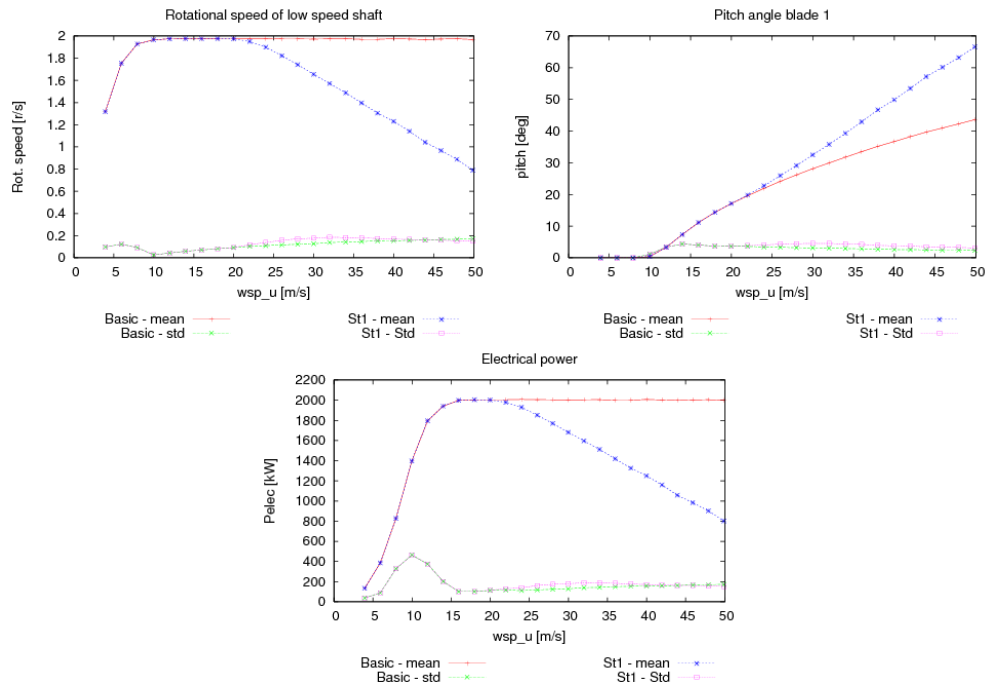 Rotational speed of low speed shaft
Rot. speed [r/s]
2
1.8
1.6
1.4
1.2
1
0.8
0.6
0.4
0.2
0
0 5 10 15 20 25 30 35 40 45 50
wsp_u [m/s]
Basic - mean St1 - mean
Basic - std St1 - Std
Pitch angle blade 1
pitch [deg]
70
60
50
40
30
20
10
0
0 5 10 15 20 25 30 35 40 45 50
wsp_u [m/s]
Basic - mean St1 - mean
Basic - std St1 - Std
Electrical power
Pelec [kW]
2200
2000
1800
1600
1400
1200
1000
800
600
400
200
0
0 5 10 15 20 25 30 35 40 45 50
wsp_u [m/s]
Basic - mean St1 - mean
Basic - std St1 - Std